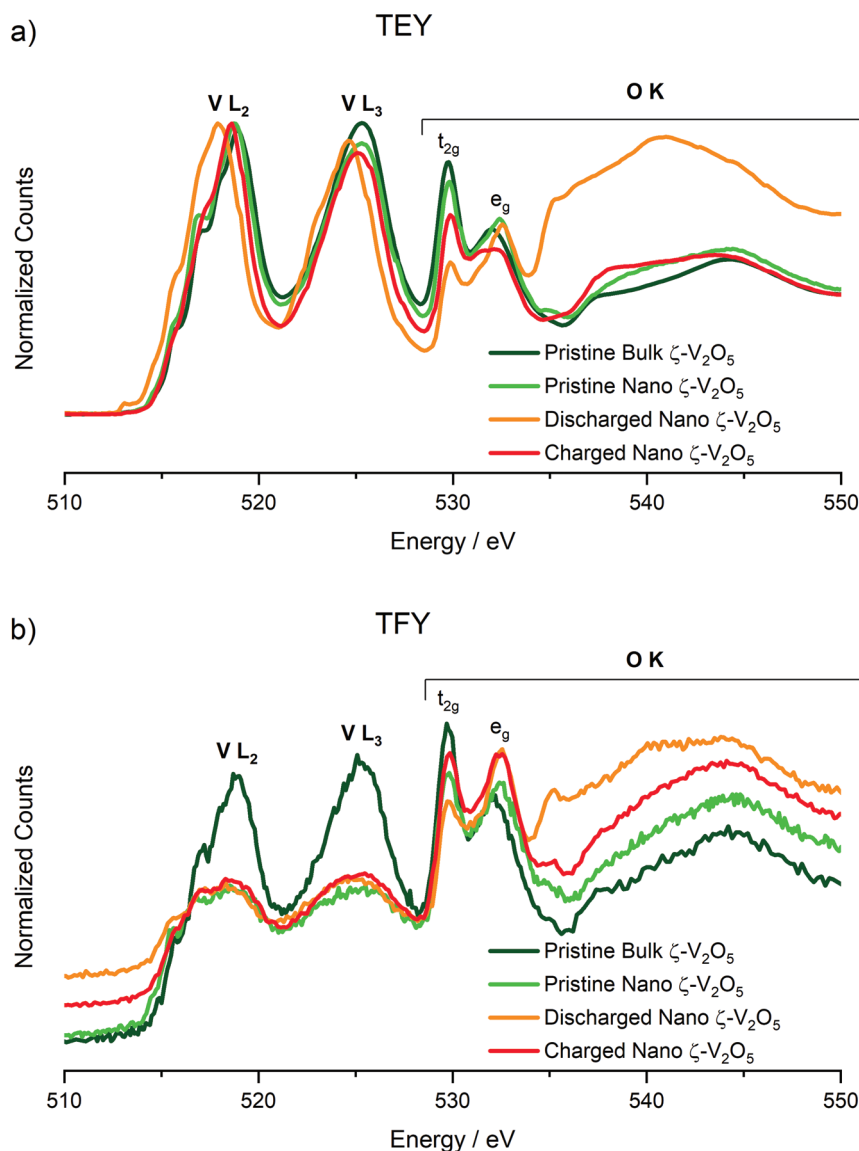 a)
TEY
V L₂
V L₃
O K
t₂g
e_g
Normalized Counts
Pristine Bulk ζ-V₂O₅
Pristine Nano ζ-V₂O₅
Discharged Nano ζ-V₂O₅
Charged Nano ζ-V₂O₅
510 520 530 540 550
Energy / eV
b)
TFY
V L₂
V L₃
O K
t₂g
e_g
Normalized Counts
Pristine Bulk ζ-V₂O₅
Pristine Nano ζ-V₂O₅
Discharged Nano ζ-V₂O₅
Charged Nano ζ-V₂O₅
510 520 530 540 550
Energy / eV